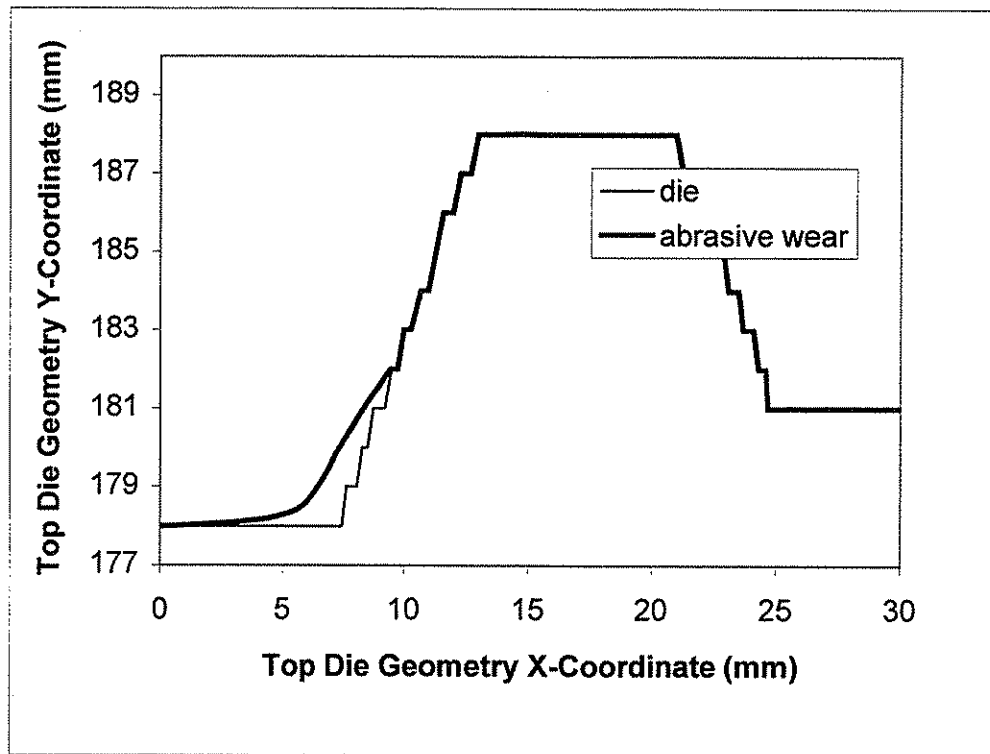 Top Die Geometry Y-Coordinate (mm)
189
187
185
183
181
179
177
die
abrasive wear
0 5 10 15 20 25 30
Top Die Geometry X-Coordinate (mm)